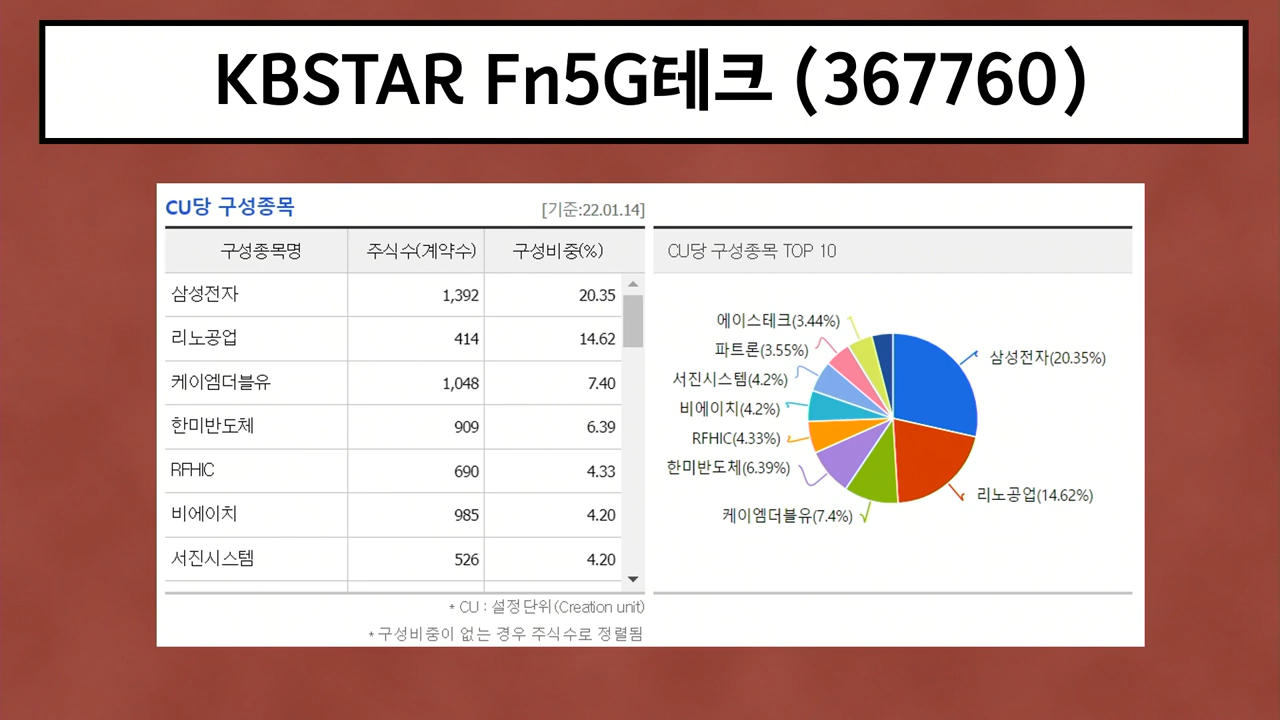 KBSTAR Fn5G테크 (367760)
CU당 구성종목 [기준:22.01.14]
구성종목명 주식수(계약수) 구성비중(%)
삼성전자 1,392 20.35
리노공업 414 14.62
케이엠더블유 1,048 7.40
한미반도체 909 6.39
RFHIC 690 4.33
비에이치 985 4.20
서진시스템 526 4.20
* CU : 설정단위(Creation unit)
* 구성비중이 없는 경우 주식수로 정렬됨
CU당 구성종목 TOP 10
에이스테크(3.44%)
파트론(3.55%)
삼성전자(20.35%)
서진시스템(4.2%)
비에이치(4.2%)
RFHIC(4.33%)
한미반도체(6.39%)
리노공업(14.62%)
케이엠더블유(7.4%)